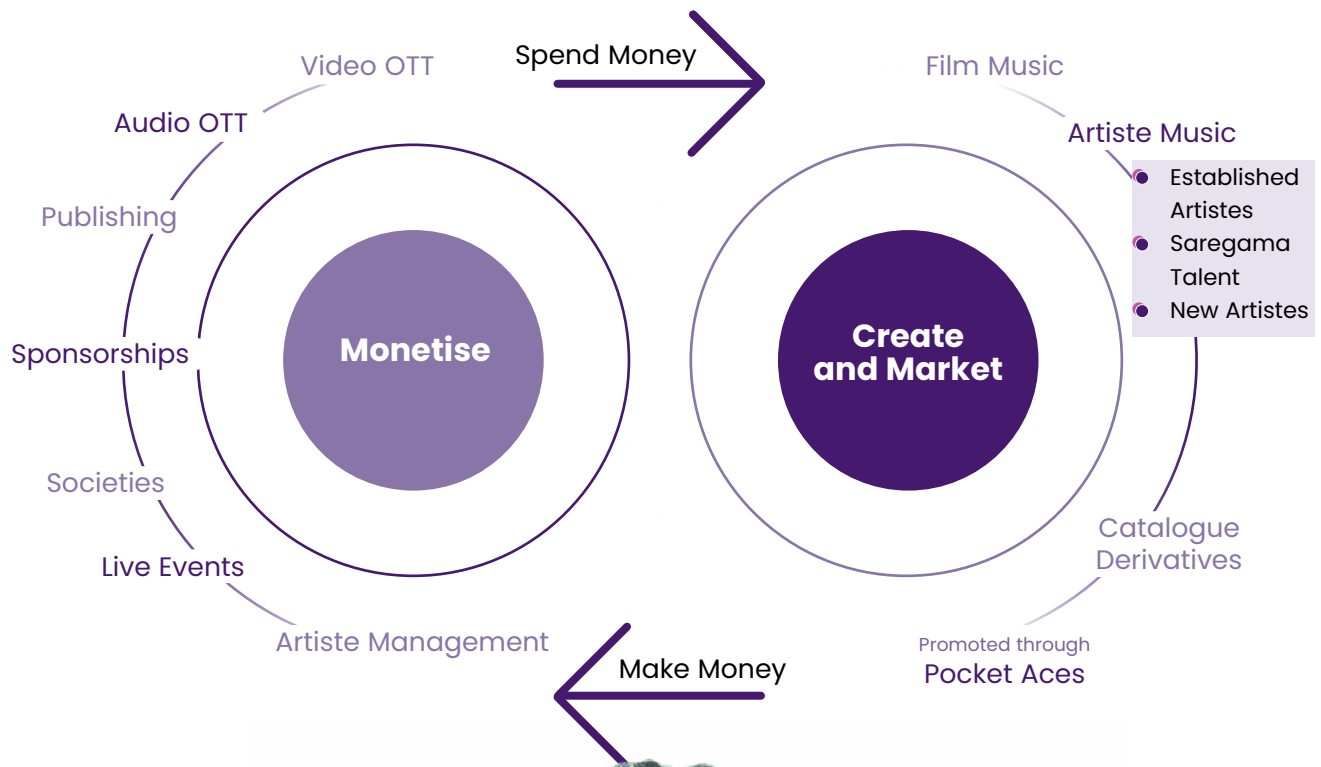 Spend Money
Video OTT
Audio OTT
Publishing
Sponsorships
Societies
Live Events
Artiste Management
Monetise
Film Music
Artiste Music
Established
Artistes
Saregama
Talent
New Artistes
Create
and Market
Catalogue
Derivatives
Promoted through
Pocket Aces
Make Money